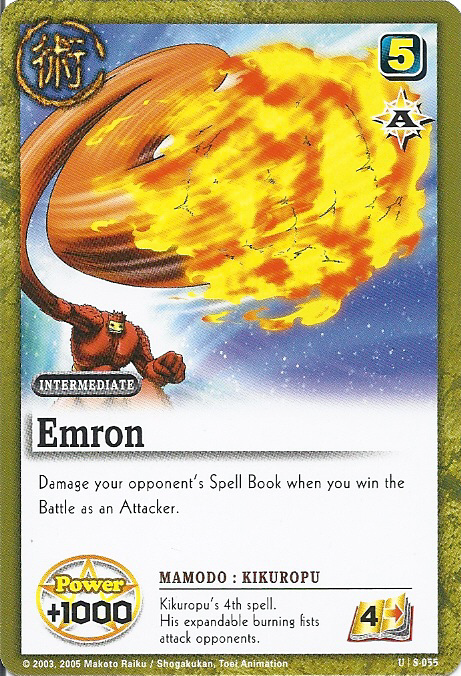 術
5
A
INTERMEDIATE
Emron
Damage your opponent's Spell Book when you win the
Battle as an Attacker.
Power
+1000
MAMODO : KIKUROPU
Kikuropu's 4th spell.
His expandable burning fists
attack opponents.
4
© 2003, 2005 Makoto Raiku / Shogakukan, Toei Animation
U | S-055